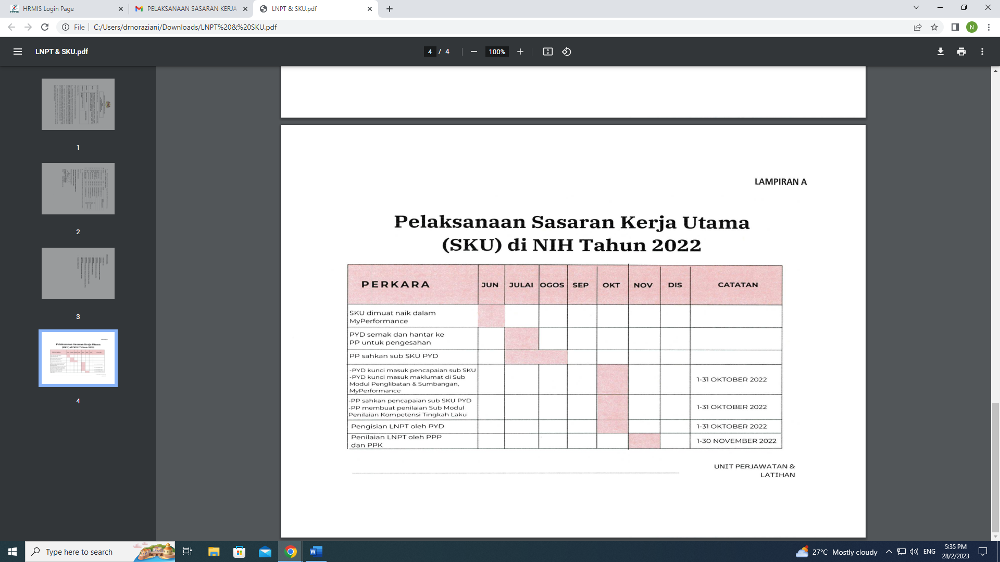 HRMIS Login Page
PELAKSANAAN SASARAN KERJA
LNPT & SKU.pdf
File
C:/Users/drnoraziani/Downloads/LNPT%20&%20SKU.pdf
N
LNPT & SKU.pdf
4 / 4
100%
1
2
3
4
LAMPIRAN A
Pelaksanaan Sasaran Kerja Utama
(SKU) di NIH Tahun 2022
PERKARA JUN JULAI OGOS SEP OKT NOV DIS CATATAN
SKU dimuat naik dalam
MyPerformance
PYD semak dan hantar ke
PP untuk pengesahan
PP sahkan sub SKU PYD
-PYD kunci masuk pencapaian sub SKU
-PYD kunci masuk maklumat di Sub
Modul Penglibatan & Sumbangan,
MyPerformance
1-31 OKTOBER 2022
-PP sahkan pencapaian sub SKU PYD
-PP membuat penilaian Sub Modul
Penilaian Kompetensi Tingkah Laku
1-31 OKTOBER 2022
Pengisian LNPT oleh PYD
1-31 OKTOBER 2022
Penilaian LNPT oleh PPP
dan PPK
1-30 NOVEMBER 2022
UNIT PERJAWATAN &
LATIHAN
Type here to search
27°C Mostly cloudy
ENG
5:35 PM
28/2/2023